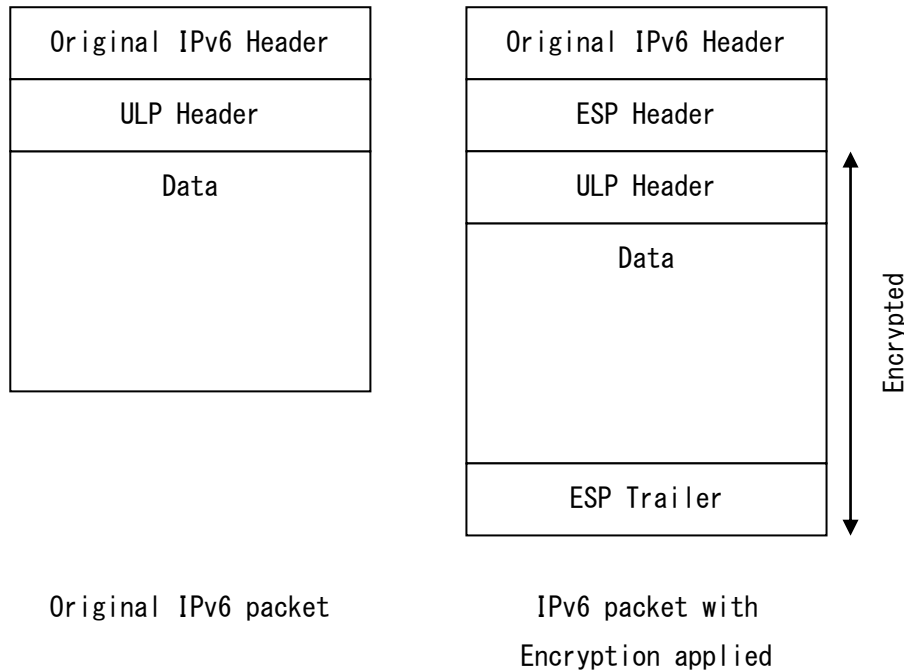 Original IPv6 Header
ULP Header
Data
Original IPv6 packet
Original IPv6 Header
ESP Header
ULP Header
Data
ESP Trailer
Encrypted
IPv6 packet with
Encryption applied